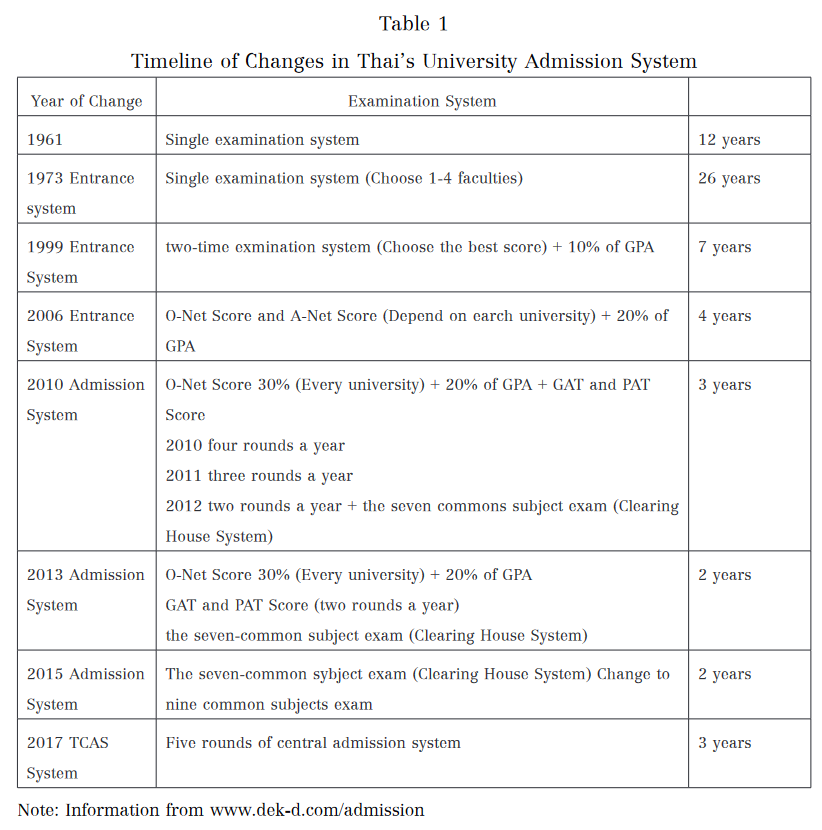 Table 1
Timeline of Changes in Thai's University Admission System
Year of Change Examination System
1961 Single examination system 12 years
1973 Entrance Single examination system (Choose 1-4 faculties) 26 years
system
1999 Entrance two-time exmination system (Choose the best score) + 10% of GPA 7 years
System
2006 Entrance O-Net Score and A-Net Score (Depend on earch university) + 20% of 4 years
System GPA
2010 Admission O-Net Score 30% (Every university) + 20% of GPA + GAT and PAT 3 years
System Score
2010 four rounds a year
2011 three rounds a year
2012 two rounds a year + the seven commons subject exam (Clearing
House System)
2013 Admission O-Net Score 30% (Every university) + 20% of GPA 2 years
System GAT and PAT Score (two rounds a year)
the seven-common subject exam (Clearing House System)
2015 Admission The seven-common sybject exam (Clearing House System) Change to 2 years
System nine common subjects exam
2017 TCAS Five rounds of central admission system 3 years
System
Note: Information from www.dek-d.com/admission